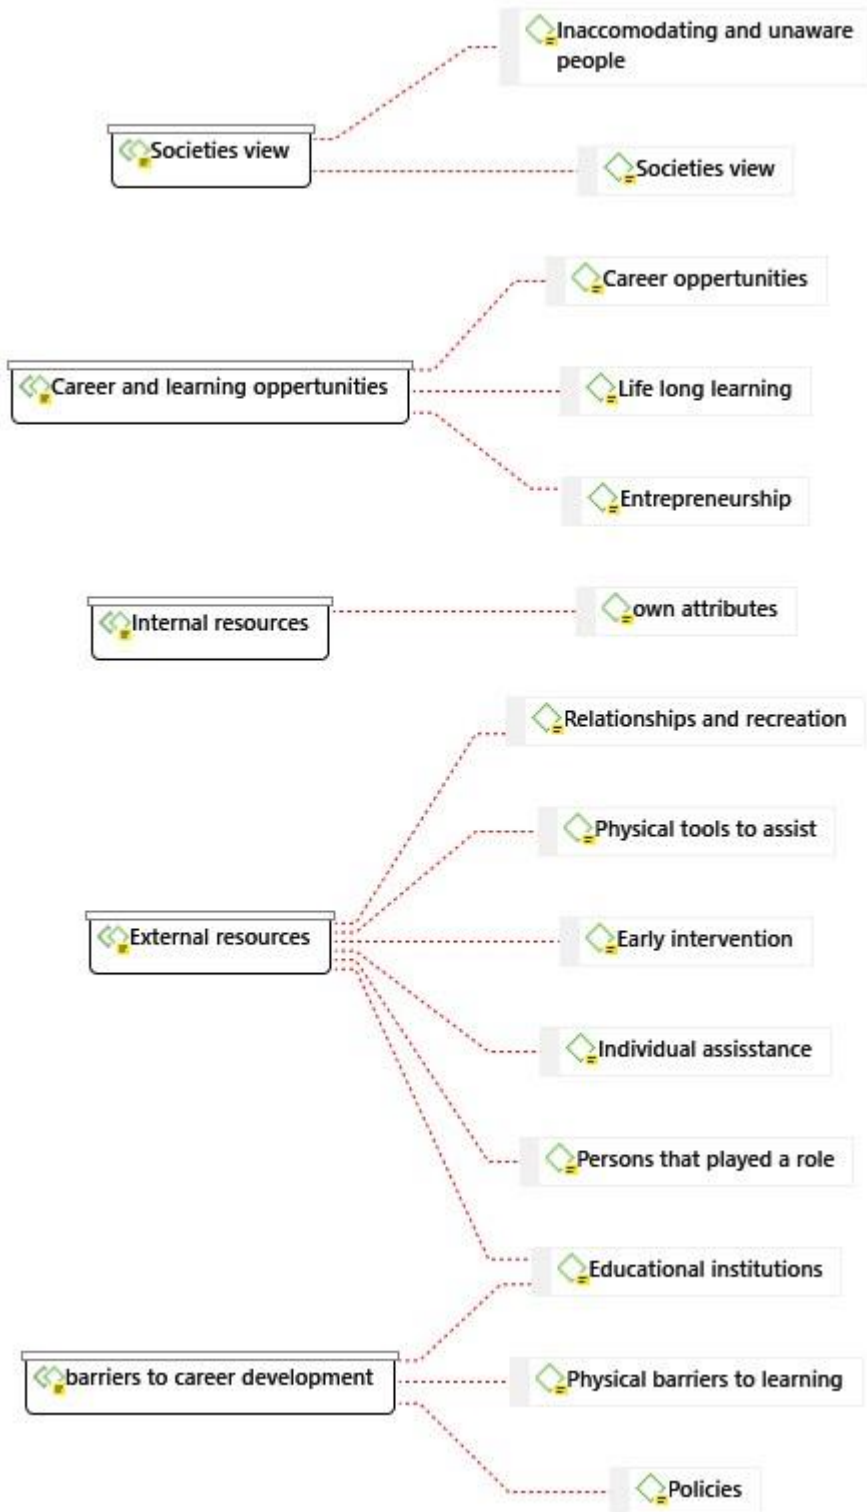 Inaccomodating and unaware
people
Societies view
Societies view
Career oppertunities
Career and learning oppertunities
Life long learning
Entrepreneurship
own attributes
Internal resources
Relationships and recreation
Physical tools to assist
External resources
Early intervention
Individual assisstance
Persons that played a role
Educational institutions
barriers to career development
Physical barriers to learning
Policies